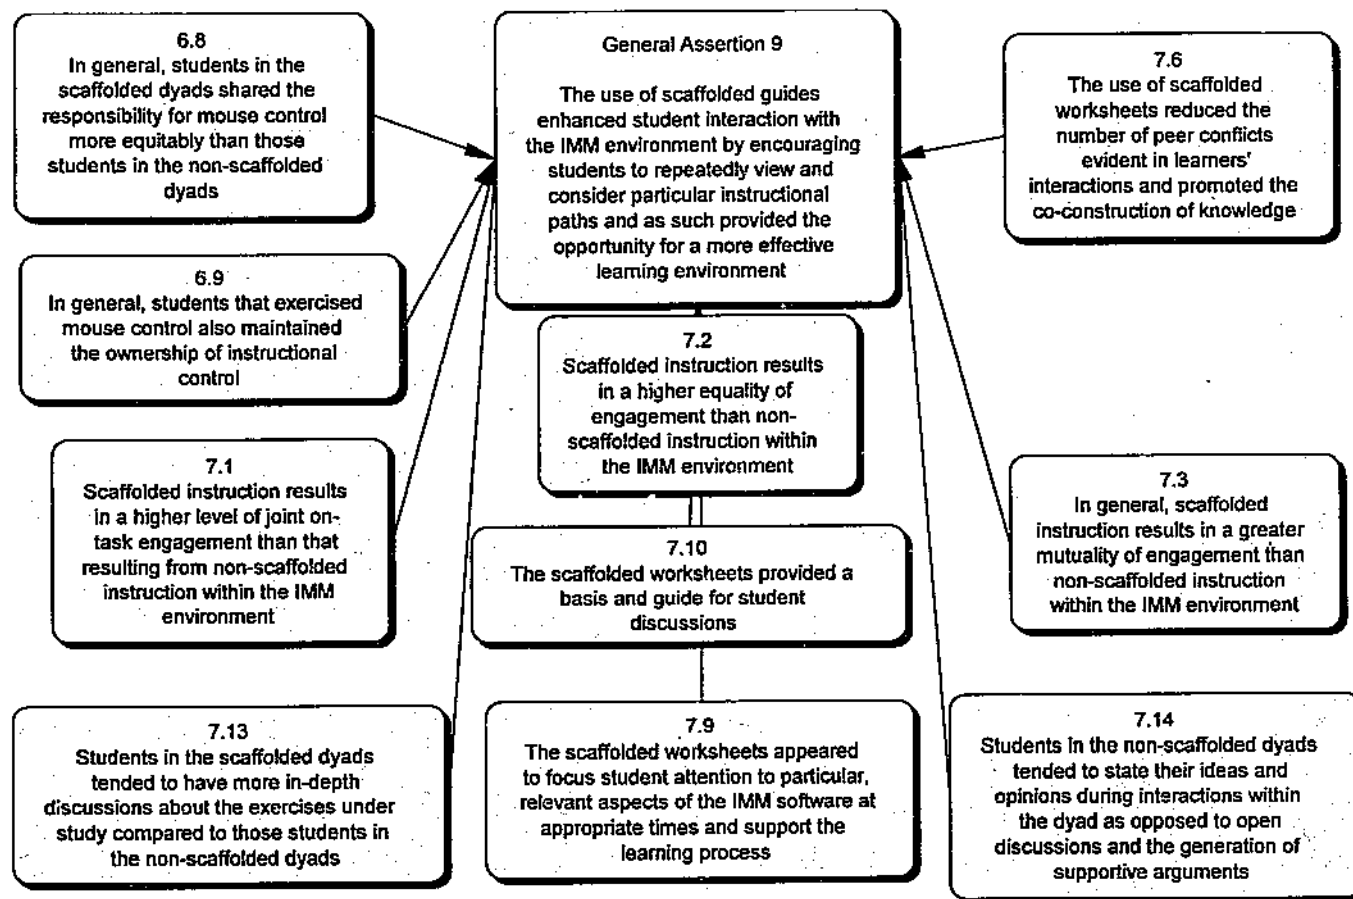 6.8
In general, students in the
scaffolded dyads shared the
responsibility for mouse control
more equitably than those
students in the non-scaffolded
dyads
General Assertion 9
The use of scaffolded guides
enhanced student interaction with
the IMM environment by encouraging
students to repeatedly view and
consider particular instructional
paths and as such provided the
opportunity for a more effective
learning environment
7.6
The use of scaffolded
worksheets reduced the
number of peer conflicts
evident in learners'
interactions and promoted the
co-construction of knowledge
6.9
In general, students that exercised
mouse control also maintained
the ownership of instructional
control
7.2
Scaffolded instruction results
in a higher equality of
engagement than non-
scaffolded instruction within
the IMM environment
7.1
Scaffolded instruction results
in a higher level of joint on-
task engagement than that
resulting from non-scaffolded
instruction within the IMM
environment
7.10
The scaffolded worksheets provided a
basis and guide for student
discussions
7.3
In general, scaffolded
instruction results in a greater
mutuality of engagement than
non-scaffolded instruction
within the IMM environment
7.13
Students in the scaffolded dyads
tended to have more in-depth
discussions about the exercises under
study compared to those students in
the non-scaffolded dyads
7.9
The scaffolded worksheets appeared
to focus student attention to particular,
relevant aspects of the IMM software at
appropriate times and support the
learning process
7.14
Students in the non-scaffolded dyads
tended to state their ideas and
opinions during interactions within
the dyad as opposed to open
discussions and the generation of
supportive arguments